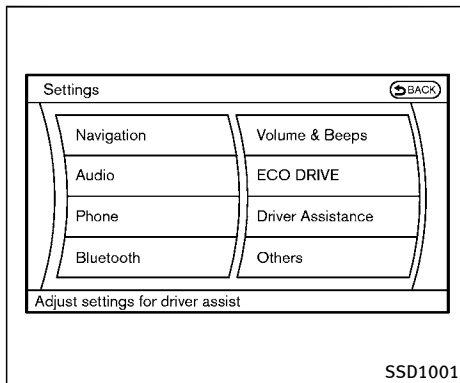 Settings
BACK
Navigation
Volume & Beeps
Audio
ECO DRIVE
Phone
Driver Assistance
Bluetooth
Others
Adjust settings for driver assist
SSD1001